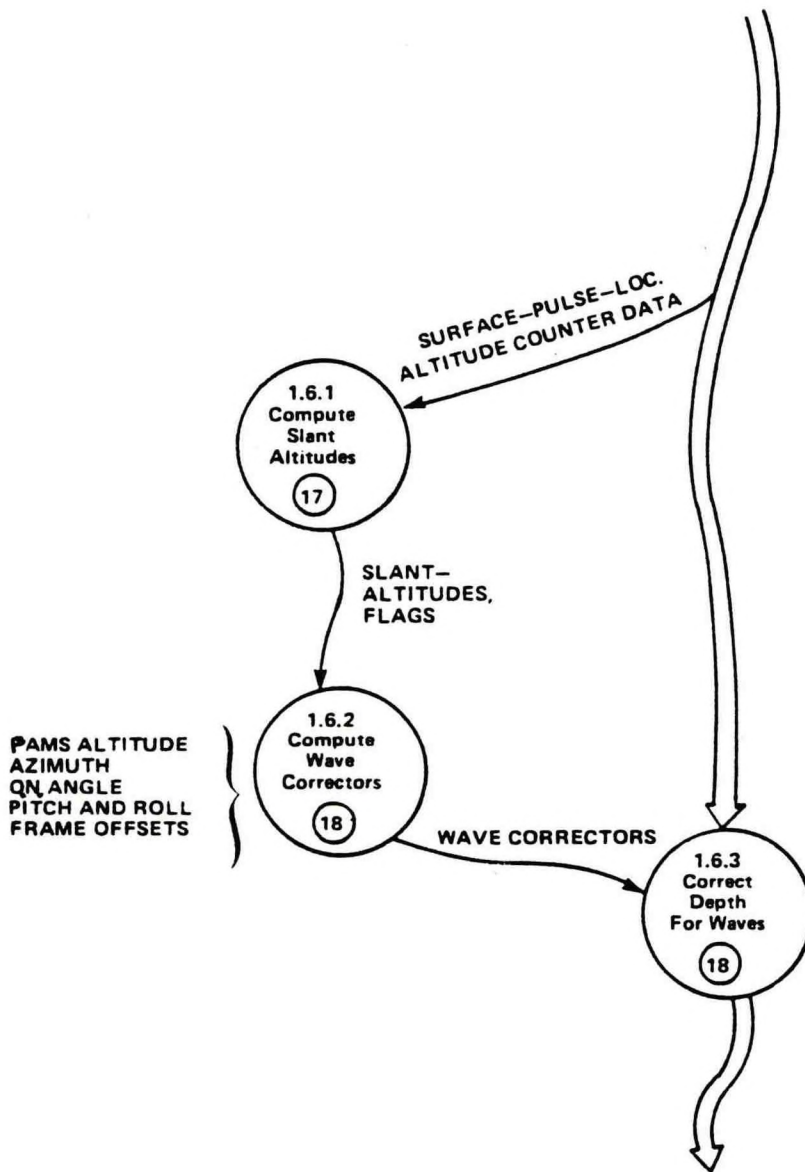 SURFACE–PULSE–LOC.
ALTITUDE COUNTER DATA
1.6.1
Compute
Slant
Altitudes
17
SLANT–
ALTITUDES,
FLAGS
PAMS ALTITUDE
AZIMUTH
QN ANGLE
PITCH AND ROLL
FRAME OFFSETS
1.6.2
Compute
Wave
Correctors
18
WAVE CORRECTORS
1.6.3
Correct
Depth
For Waves
18